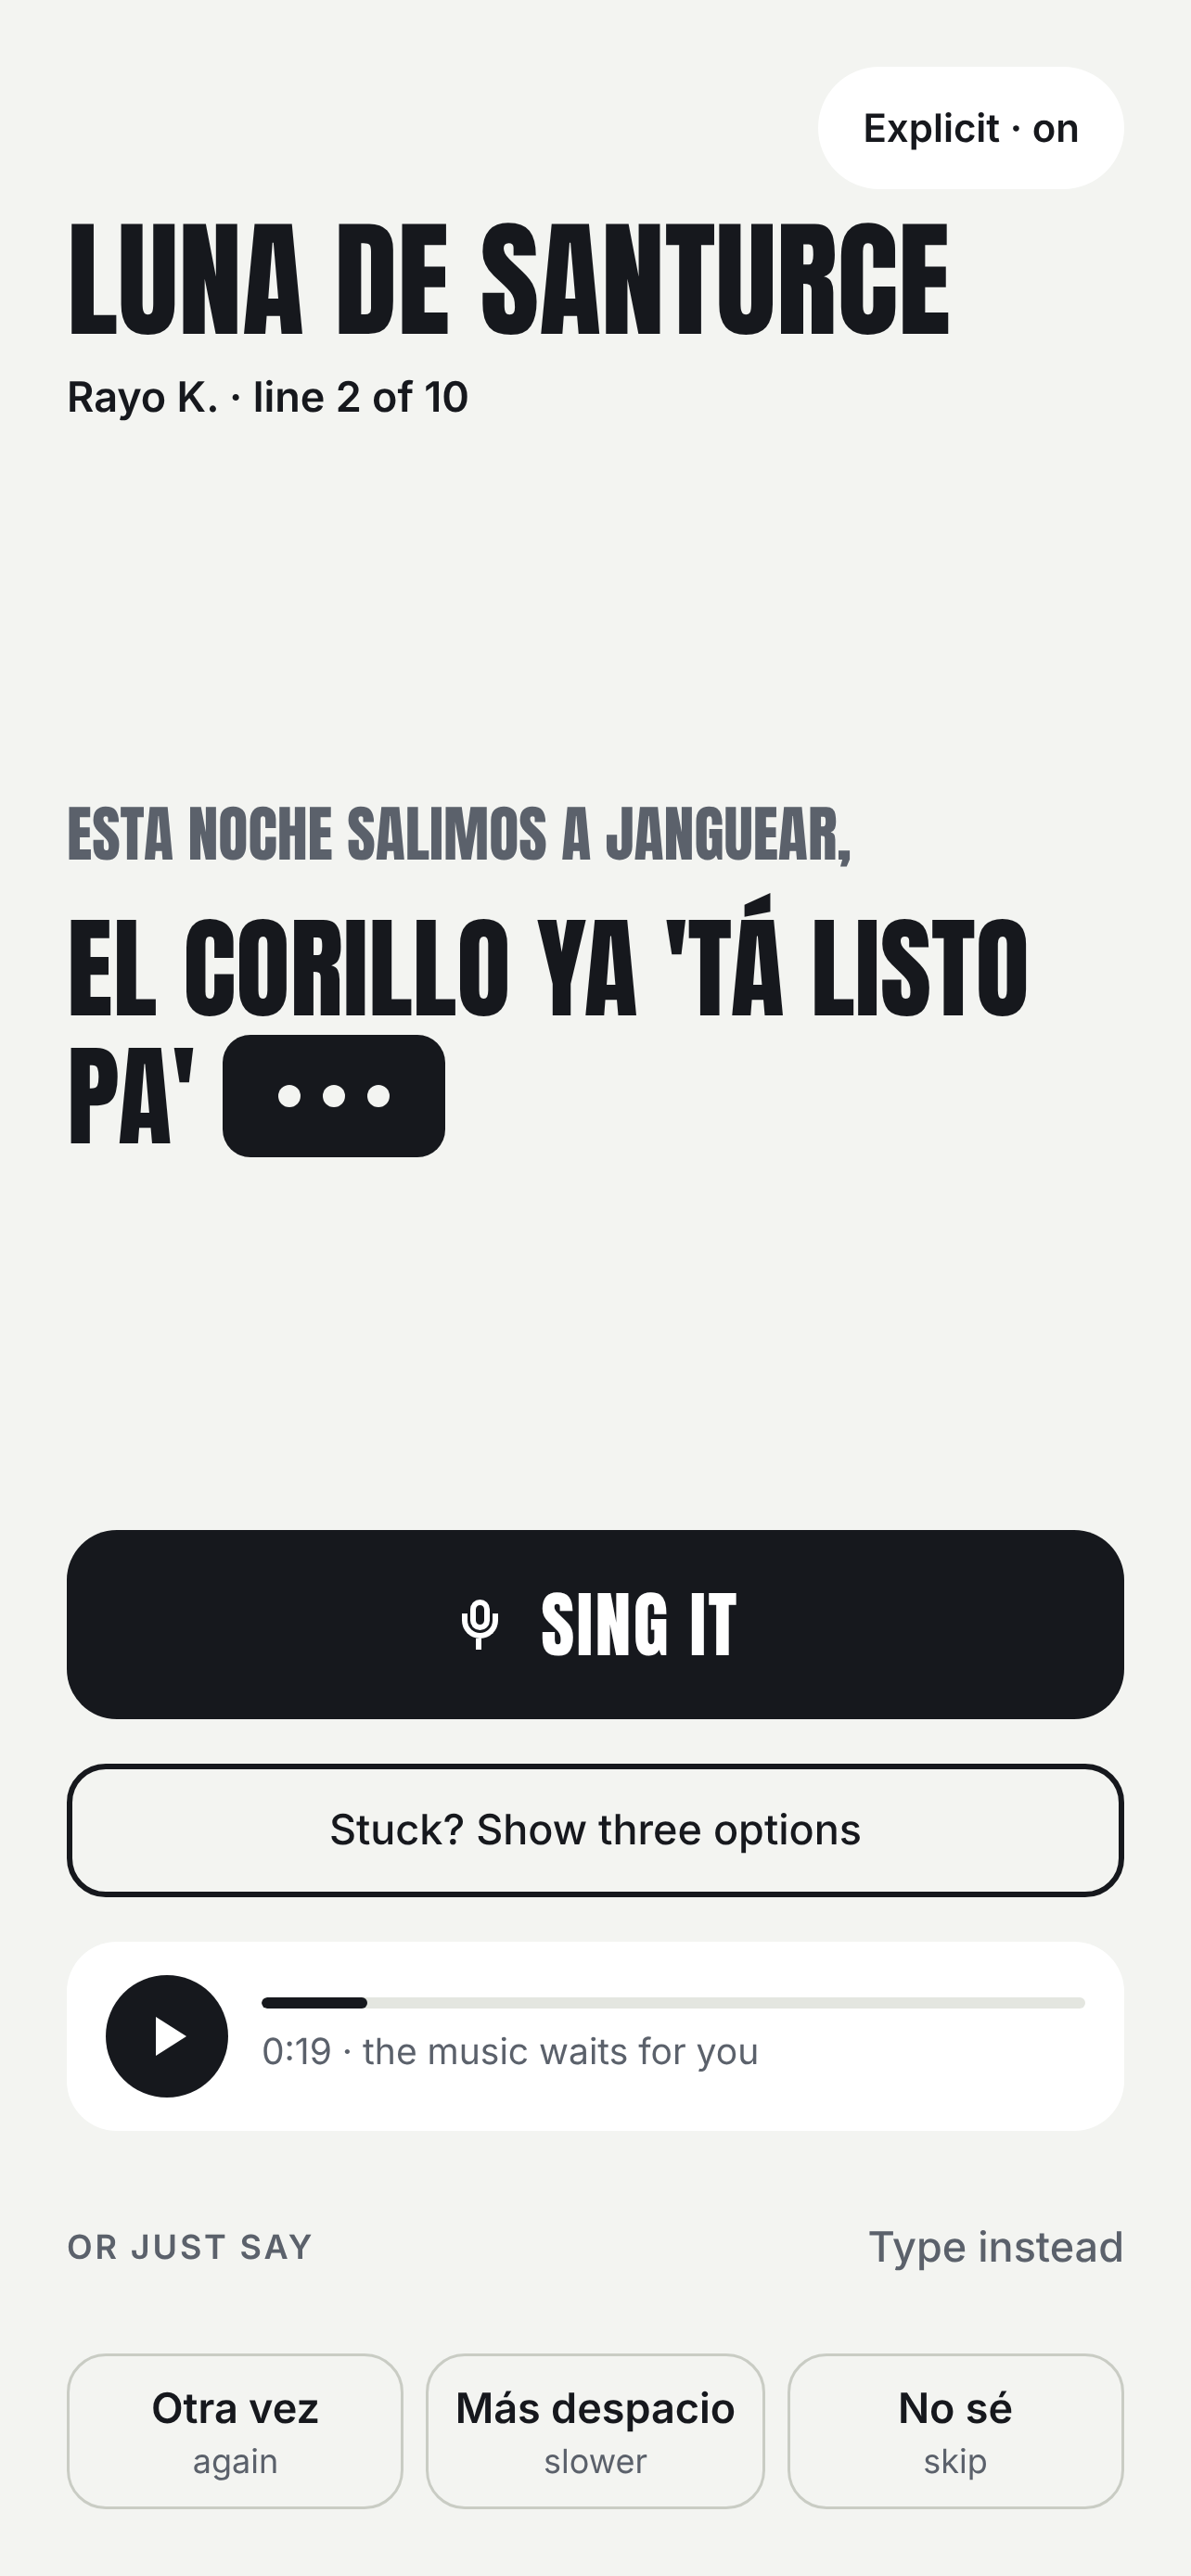 Explicit · on
LUNA DE SANTURCE
Rayo K. · line 2 of 10
ESTA NOCHE SALIMOS A JANGUEAR,
EL CORILLO YA 'TÁ LISTO
PA'
SING IT
Stuck? Show three options
0:19 · the music waits for you
OR JUST SAY
Type instead
Otra vez
again
Más despacio
slower
No sé
skip